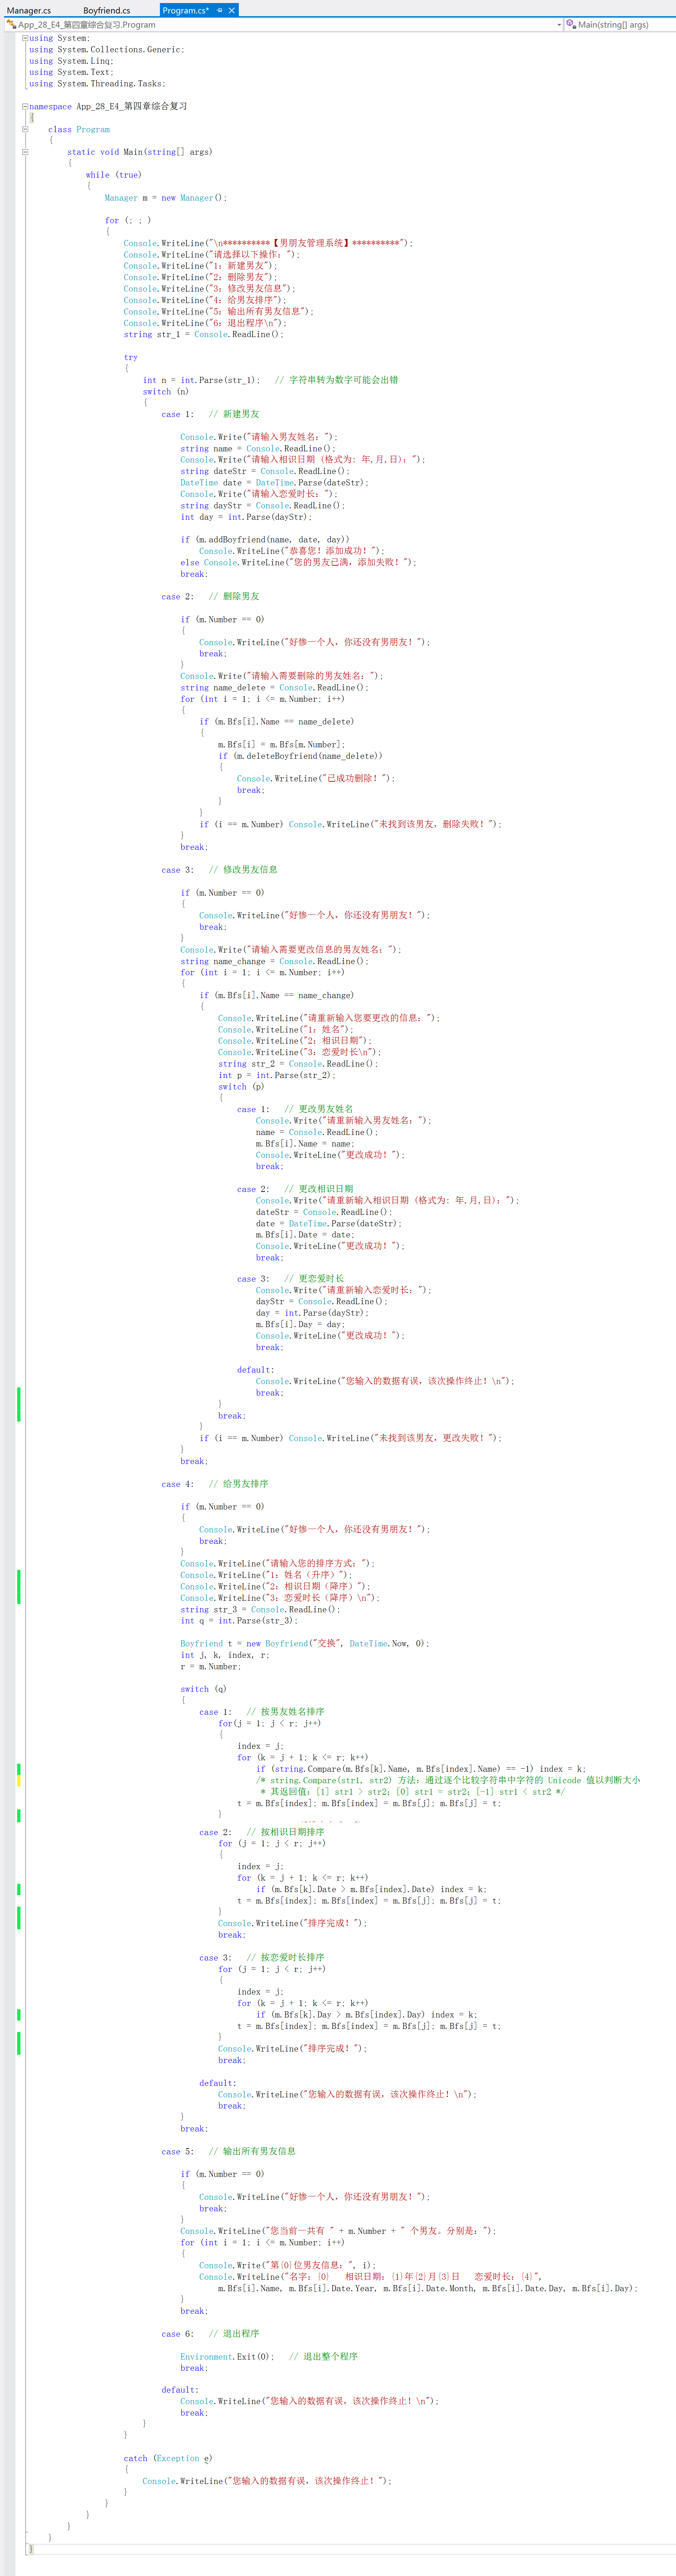 Manager.cs Boyfriend.cs Program.cs*
App_28_E4_第四章综合复习.Program Main(string[] args)
using System;
using System.Collections.Generic;
using System.Linq;
using System.Text;
using System.Threading.Tasks;
namespace App_28_E4_第四章综合复习
{
class Program
{
static void Main(string[] args)
{
while (true)
{
Manager m = new Manager();
for (; ; )
{
Console.WriteLine("\n**********【男朋友管理系统】**********");
Console.WriteLine("请选择以下操作：");
Console.WriteLine("1：新建男友");
Console.WriteLine("2：删除男友");
Console.WriteLine("3：修改男友信息");
Console.WriteLine("4：给男友排序");
Console.WriteLine("5：输出所有男友信息");
Console.WriteLine("6：退出程序\n");
string str_1 = Console.ReadLine();
try
{
int n = int.Parse(str_1); // 字符串转为数字可能会出错
switch (n)
{
case 1: // 新建男友
Console.Write("请输入男友姓名：");
string name = Console.ReadLine();
Console.Write("请输入相识日期（格式为: 年,月,日）：");
string dateStr = Console.ReadLine();
DateTime date = DateTime.Parse(dateStr);
Console.Write("请输入恋爱时长：");
string dayStr = Console.ReadLine();
int day = int.Parse(dayStr);
if (m.addBoyfriend(name, date, day))
Console.WriteLine("恭喜您！添加成功！");
else Console.WriteLine("您的男友已满，添加失败！");
break;
case 2: // 删除男友
if (m.Number == 0)
{
Console.WriteLine("好惨一个人，你还没有男朋友！");
break;
}
Console.Write("请输入需要删除的男友姓名：");
string name_delete = Console.ReadLine();
for (int i = 1; i <= m.Number; i++)
{
if (m.Bfs[i].Name == name_delete)
{
m.Bfs[i] = m.Bfs[m.Number];
if (m.deleteBoyfriend(name_delete))
{
Console.WriteLine("已成功删除！");
break;
}
}
if (i == m.Number) Console.WriteLine("未找到该男友，删除失败！");
}
break;
case 3: // 修改男友信息
if (m.Number == 0)
{
Console.WriteLine("好惨一个人，你还没有男朋友！");
break;
}
Console.Write("请输入需要更改信息的男友姓名：");
string name_change = Console.ReadLine();
for (int i = 1; i <= m.Number; i++)
{
if (m.Bfs[i].Name == name_change)
{
Console.WriteLine("请重新输入您要更改的信息：");
Console.WriteLine("1：姓名");
Console.WriteLine("2：相识日期");
Console.WriteLine("3：恋爱时长\n");
string str_2 = Console.ReadLine();
int p = int.Parse(str_2);
switch (p)
{
case 1: // 更改男友姓名
Console.Write("请重新输入男友姓名：");
name = Console.ReadLine();
m.Bfs[i].Name = name;
Console.WriteLine("更改成功！");
break;
case 2: // 更改相识日期
Console.Write("请重新输入相识日期（格式为: 年,月,日）：");
dateStr = Console.ReadLine();
date = DateTime.Parse(dateStr);
m.Bfs[i].Date = date;
Console.WriteLine("更改成功！");
break;
case 3: // 更恋爱时长
Console.Write("请重新输入恋爱时长：");
dayStr = Console.ReadLine();
day = int.Parse(dayStr);
m.Bfs[i].Day = day;
Console.WriteLine("更改成功！");
break;
default:
Console.WriteLine("您输入的数据有误，该次操作终止！\n");
break;
}
break;
}
if (i == m.Number) Console.WriteLine("未找到该男友，更改失败！");
}
break;
case 4: // 给男友排序
if (m.Number == 0)
{
Console.WriteLine("好惨一个人，你还没有男朋友！");
break;
}
Console.WriteLine("请输入您的排序方式：");
Console.WriteLine("1：姓名（升序）");
Console.WriteLine("2：相识日期（降序）");
Console.WriteLine("3：恋爱时长（降序）\n");
string str_3 = Console.ReadLine();
int q = int.Parse(str_3);
Boyfriend t = new Boyfriend("交换", DateTime.Now, 0);
int j, k, index, r;
r = m.Number;
switch (q)
{
case 1: // 按男友姓名排序
for(j = 1; j < r; j++)
{
index = j;
for (k = j + 1; k <= r; k++)
if (string.Compare(m.Bfs[k].Name, m.Bfs[index].Name) == -1) index = k;
/* string.Compare(str1, str2) 方法：通过逐个比较字符串中字符的 Unicode 值以判断大小
* 其返回值：[1] str1 > str2；[0] str1 = str2；[-1] str1 < str2 */
t = m.Bfs[index]; m.Bfs[index] = m.Bfs[j]; m.Bfs[j] = t;
}
case 2: // 按相识日期排序
for (j = 1; j < r; j++)
{
index = j;
for (k = j + 1; k <= r; k++)
if (m.Bfs[k].Date > m.Bfs[index].Date) index = k;
t = m.Bfs[index]; m.Bfs[index] = m.Bfs[j]; m.Bfs[j] = t;
}
Console.WriteLine("排序完成！");
break;
case 3: // 按恋爱时长排序
for (j = 1; j < r; j++)
{
index = j;
for (k = j + 1; k <= r; k++)
if (m.Bfs[k].Day > m.Bfs[index].Day) index = k;
t = m.Bfs[index]; m.Bfs[index] = m.Bfs[j]; m.Bfs[j] = t;
}
Console.WriteLine("排序完成！");
break;
default:
Console.WriteLine("您输入的数据有误，该次操作终止！\n");
break;
}
break;
case 5: // 输出所有男友信息
if (m.Number == 0)
{
Console.WriteLine("好惨一个人，你还没有男朋友！");
break;
}
Console.WriteLine("您当前一共有 " + m.Number + " 个男友。分别是：");
for (int i = 1; i <= m.Number; i++)
{
Console.Write("第{0}位男友信息：", i);
Console.WriteLine("名字：{0} 相识日期：{1}年{2}月{3}日 恋爱时长：{4}",
m.Bfs[i].Name, m.Bfs[i].Date.Year, m.Bfs[i].Date.Month, m.Bfs[i].Date.Day, m.Bfs[i].Day);
}
break;
case 6: // 退出程序
Environment.Exit(0); // 退出整个程序
break;
default:
Console.WriteLine("您输入的数据有误，该次操作终止！\n");
break;
}
}
catch (Exception e)
{
Console.WriteLine("您输入的数据有误，该次操作终止！");
}
}
}
}
}
}